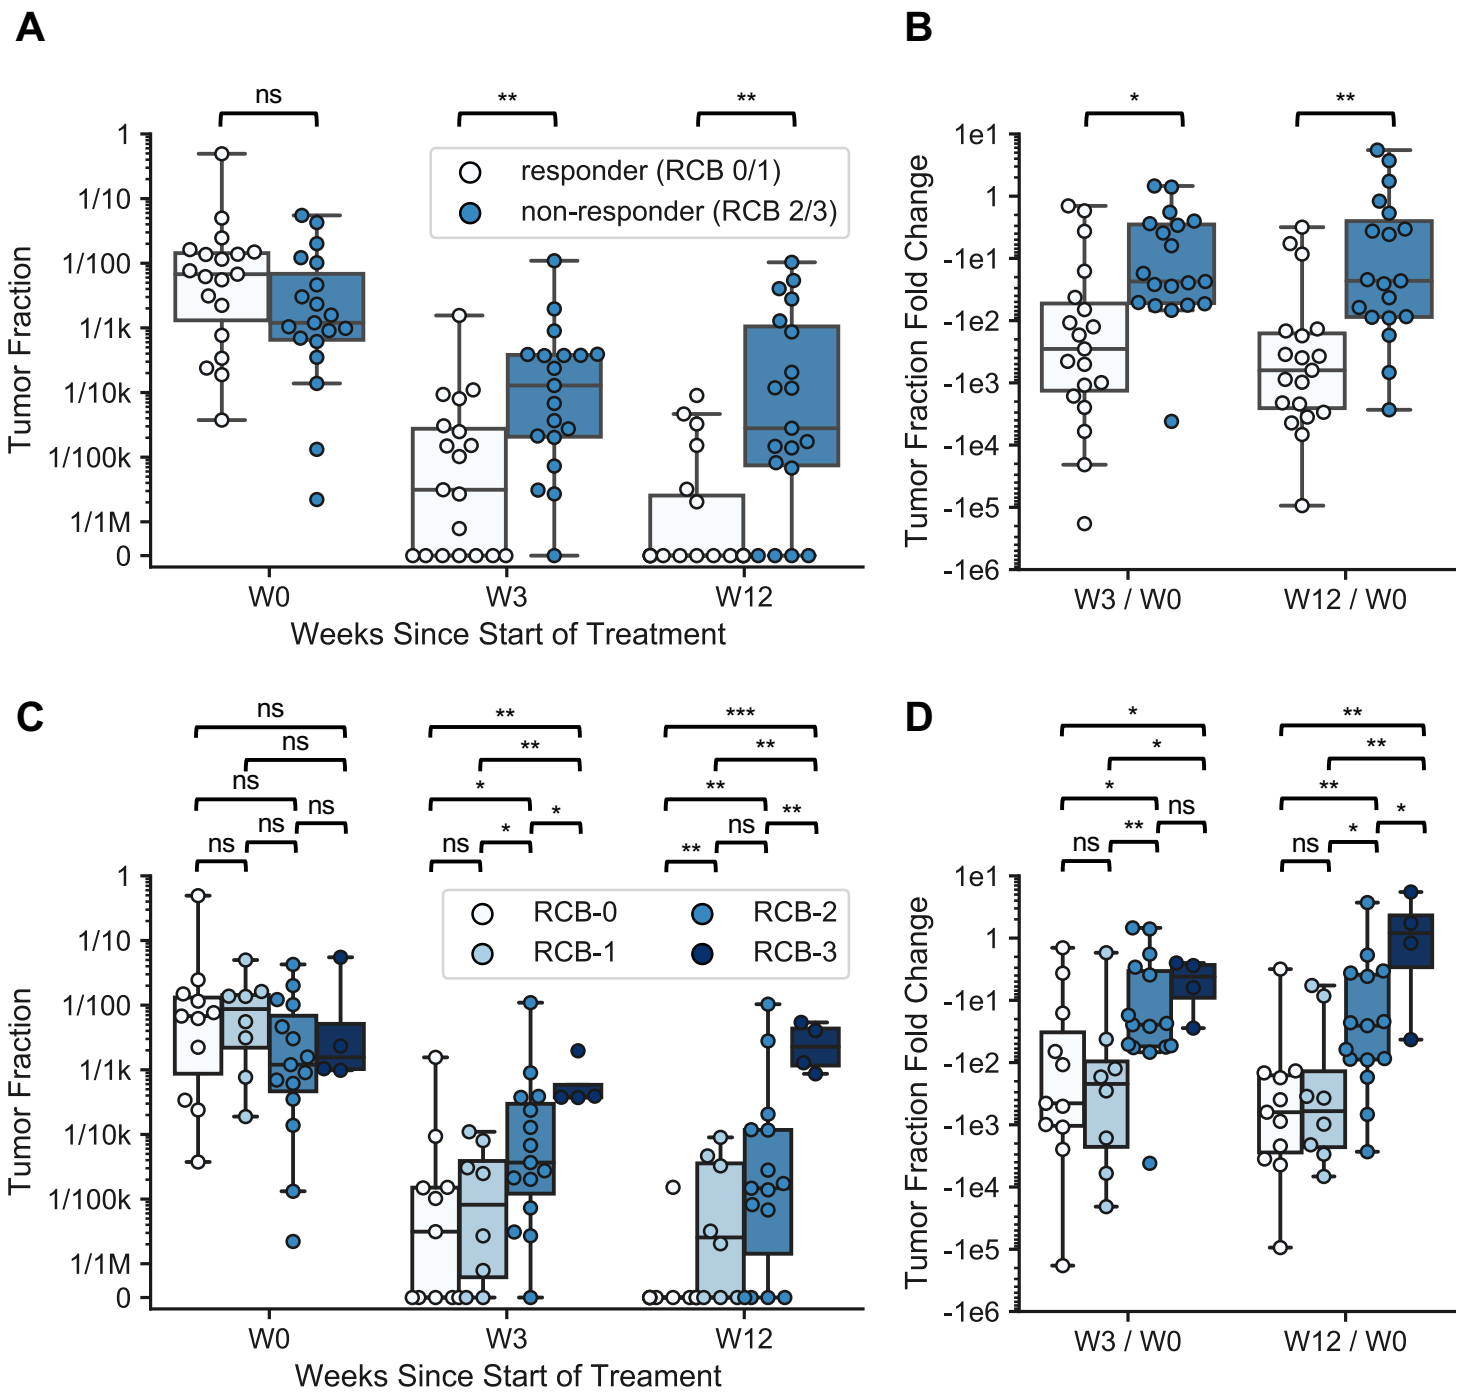 A
ns
**
**
1
1/10
1/100
1/1k
1/10k
1/100k
1/1M
0
Tumor Fraction
responder (RCB 0/1)
non-responder (RCB 2/3)
W0
W3
W12
Weeks Since Start of Treatment
B
*
**
1e1
1
-1e1
-1e2
-1e3
-1e4
-1e5
-1e6
Tumor Fraction Fold Change
W3 / W0
W12 / W0
C
ns
ns
ns
ns
ns
ns
**
**
*
*
ns
*
***
**
**
**
ns
**
1
1/10
1/100
1/1k
1/10k
1/100k
1/1M
0
Tumor Fraction
RCB-0
RCB-1
RCB-2
RCB-3
W0
W3
W12
Weeks Since Start of Treament
D
*
*
*
ns
**
ns
**
**
**
*
*
ns
1e1
1
-1e1
-1e2
-1e3
-1e4
-1e5
-1e6
Tumor Fraction Fold Change
W3 / W0
W12 / W0